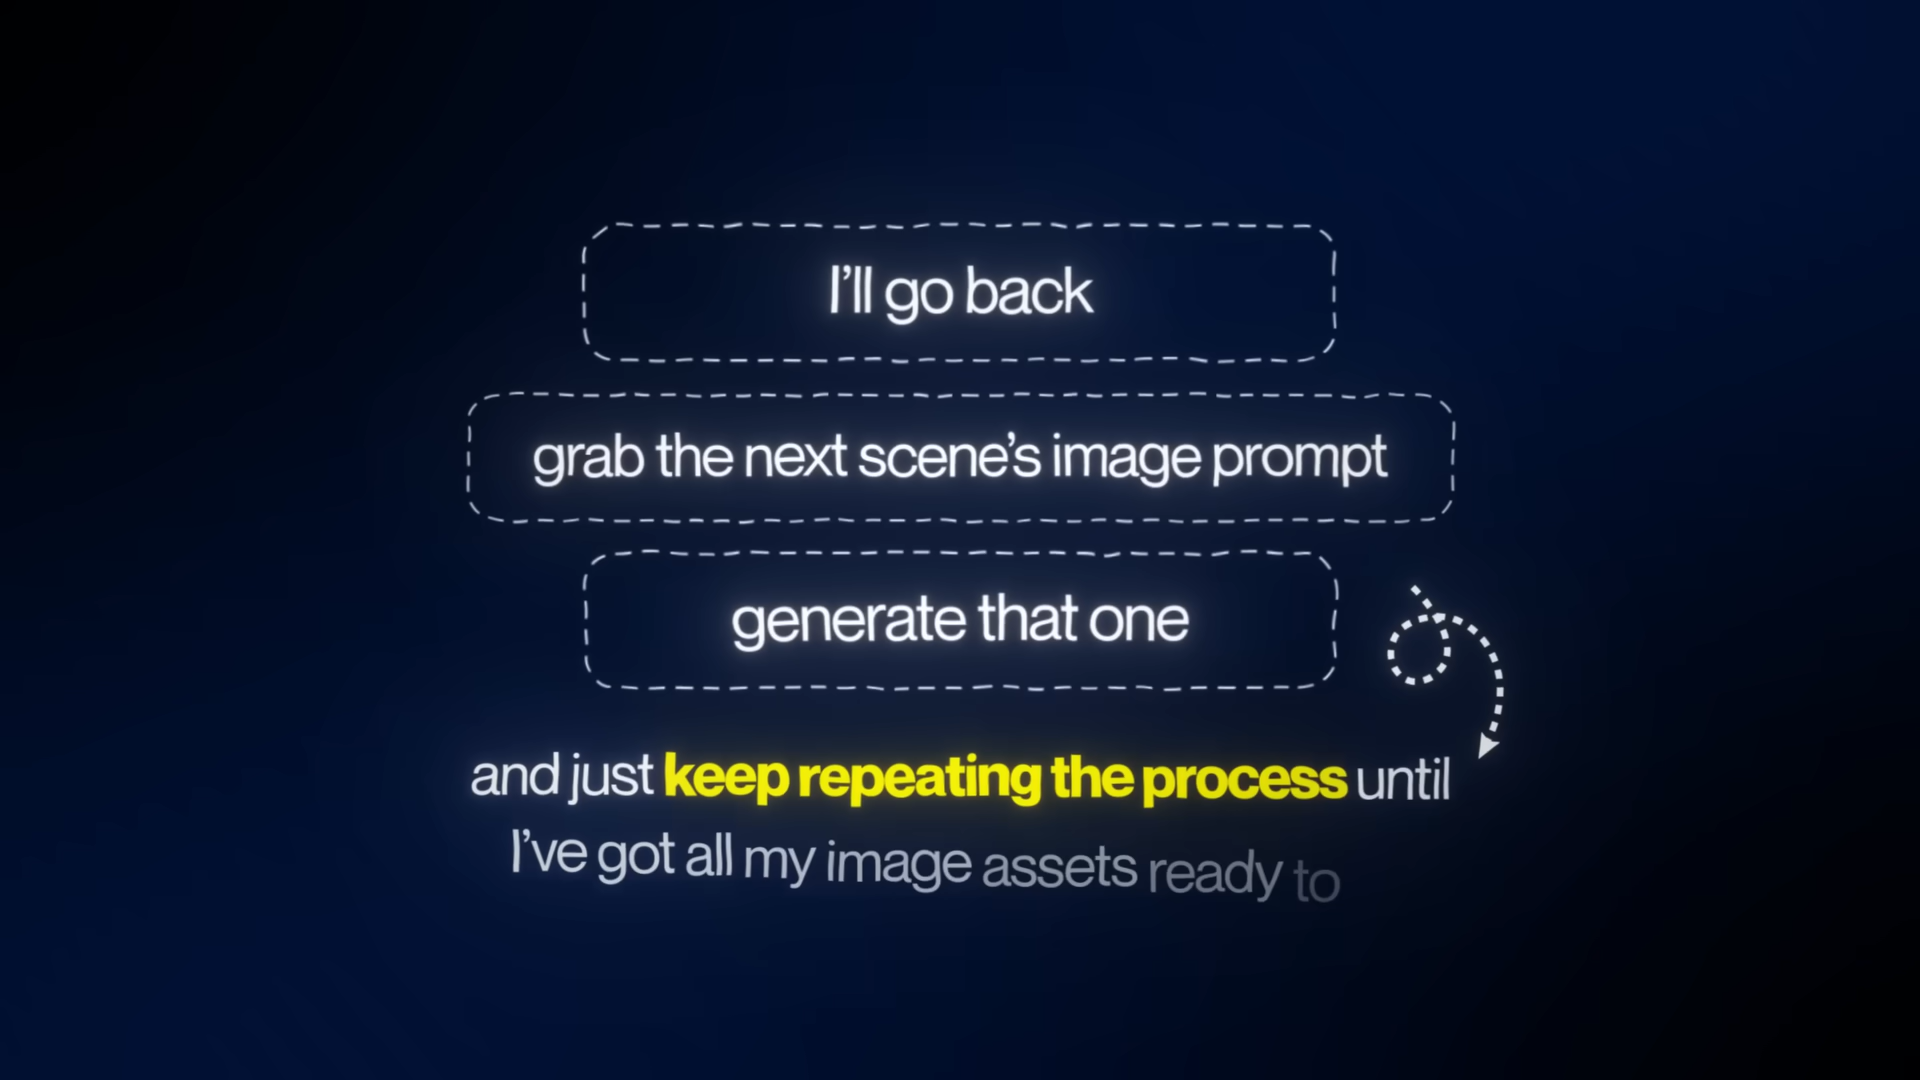 I'll go back
grab the next scene's image prompt
generate that one
and just keep repeating the process until
I've got all my image assets ready to